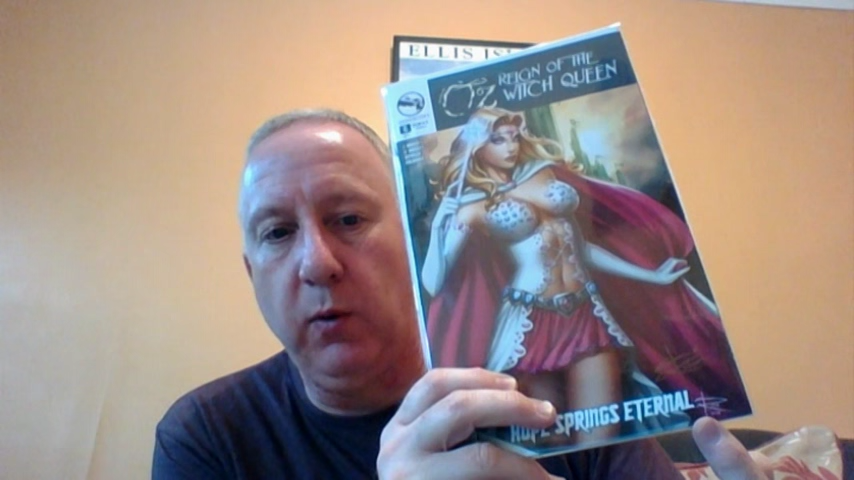 ELLIS IS
OZ REIGN OF THE
WITCH QUEEN
HOPE SPRINGS ETERNAL